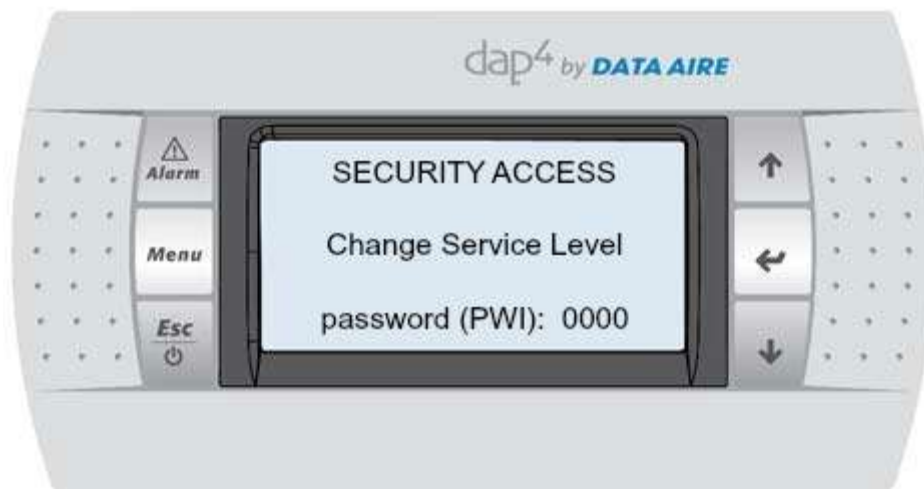 dap4 by DATA AIRE
Alarm
Menu
Esc
SECURITY ACCESS
Change Service Level
password (PWI): 0000